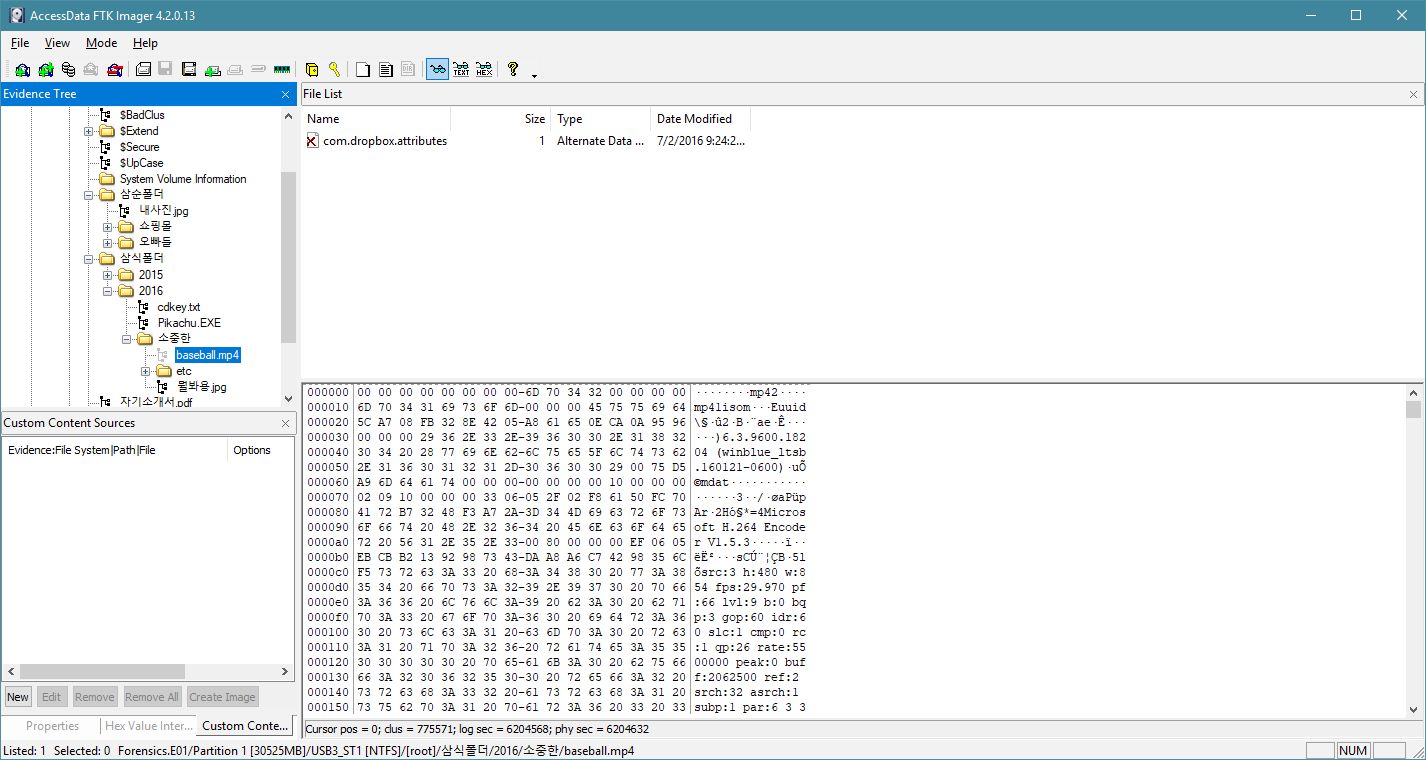 AccessData FTK Imager 4.2.0.13
File View Mode Help
Evidence Tree
$BadClus
$Extend
$Secure
$UpCase
System Volume Information
삼순폴더
내사진.jpg
쇼핑몰
오빠들
삼식폴더
2015
2016
cdkey.txt
Pikachu.EXE
소중한
baseball.mp4
etc
뭘봐용.jpg
자기소개서.pdf
Custom Content Sources
Evidence:File System|Path|File Options
New Edit Remove Remove All Create Image
Properties Hex Value Inter... Custom Conte...
File List
Name Size Type Date Modified
com.dropbox.attributes 1 Alternate Data ... 7/2/2016 9:24:2...
000000 00 00 00 00 00 00 00 00-6D 70 34 32 00 00 00 00 ········mp42····
000010 6D 70 34 31 69 73 6F 6D-00 00 00 45 75 75 69 64 mp41isom···Euuid
000020 5C A7 08 FB 32 8E 42 05-A8 61 65 0E CA 0A 95 96 \§·û2·B·¨ae·Ê···
000030 00 00 00 29 36 2E 33 2E-39 36 30 30 2E 31 38 32 ···)6.3.9600.182
000040 30 34 20 28 77 69 6E 62-6C 75 65 5F 6C 74 73 62 04 (winblue_ltsb
000050 2E 31 36 30 31 32 31 2D-30 36 30 30 29 00 75 D5 .160121-0600)·uÕ
000060 A9 6D 64 61 74 00 00 00-00 00 00 00 10 00 00 00 ©mdat···········
000070 02 09 10 00 00 00 33 06-05 2F 02 F8 61 50 FC 70 ······3··/·øaPüp
000080 41 72 B7 32 48 F3 A7 2A-3D 34 4D 69 63 72 6F 73 Ar·2Hó§*=4Micros
000090 6F 66 74 20 48 2E 32 36-34 20 45 6E 63 6F 64 65 oft H.264 Encode
0000a0 72 20 56 31 2E 35 2E 33-00 80 00 00 00 EF 06 05 r V1.5.3·····ï··
0000b0 EB CB B2 13 92 98 73 43-DA A8 A6 C7 42 98 35 6C ëË²···sCÚ¨¦ÇB·5l
0000c0 F5 73 72 63 3A 33 20 68-3A 34 38 30 20 77 3A 38 õsrc:3 h:480 w:8
0000d0 35 34 20 66 70 73 3A 32-39 2E 39 37 30 20 70 66 54 fps:29.970 pf
0000e0 3A 36 36 20 6C 76 6C 3A-39 20 62 3A 30 20 62 71 :66 lvl:9 b:0 bq
0000f0 70 3A 33 20 67 6F 70 3A-36 30 20 69 64 72 3A 36 p:3 gop:60 idr:6
000100 30 20 73 6C 63 3A 31 20-63 6D 70 3A 30 20 72 63 0 slc:1 cmp:0 rc
000110 3A 31 20 71 70 3A 32 36-20 72 61 74 65 3A 35 35 :1 qp:26 rate:55
000120 30 30 30 30 30 20 70 65-61 6B 3A 30 20 62 75 66 00000 peak:0 buf
000130 66 3A 32 30 36 32 35 30-30 20 72 65 66 3A 32 20 f:2062500 ref:2
000140 73 72 63 68 3A 33 32 20-61 73 72 63 68 3A 31 20 srch:32 asrch:1
000150 73 75 62 70 3A 31 20 70-61 72 3A 36 20 33 20 33 subp:1 par:6 3 3
Cursor pos = 0; clus = 775571; log sec = 6204568; phy sec = 6204632
Listed: 1 Selected: 0 Forensics.E01/Partition 1 [30525MB]/USB3_ST1 [NTFS]/[root]/삼식폴더/2016/소중한/baseball.mp4 NUM